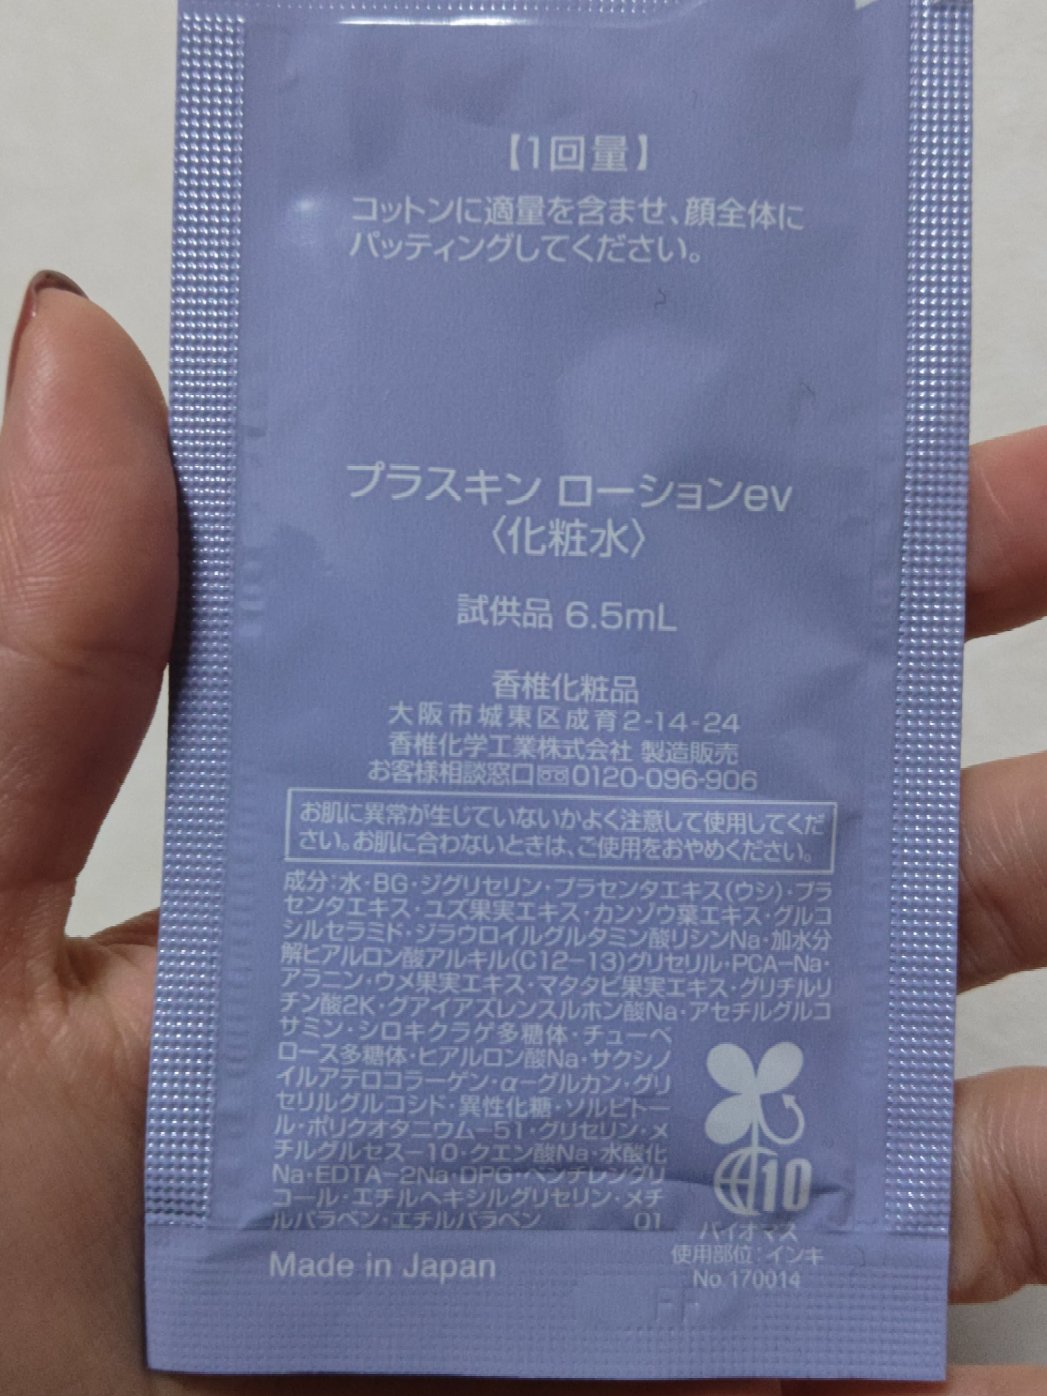 【1回量】
コットンに適量を含ませ、顔全体に
パッティングしてください。
プラスキン ローションev
〈化粧水〉
試供品 6.5mL
香椎化粧品
大阪市城東区成育2-14-24
香椎化学工業株式会社 製造販売
お客様相談窓口 0120-096-906
お肌に異常が生じていないかよく注意して使用してくだ
さい。お肌に合わないときは、ご使用をおやめください。
成分:水・BG・ジグリセリン・プラセンタエキス(ウシ)・プラ
センタエキス・ユズ果実エキス・カンゾウ葉エキス・グルコ
シルセラミド・ジラウロイルグルタミン酸リシンNa・加水分
解ヒアルロン酸アルキル(C12-13)グリセリル・PCA-Na・
アラニン・ウメ果実エキス・マタタビ果実エキス・グリチルリ
チン酸2K・グアイアズレンスルホン酸Na・アセチルグルコ
サミン・シロキクラゲ多糖体・チューベ
ロース多糖体・ヒアルロン酸Na・サクシノ
イルアテロコラーゲン・α-グルカン・グリ
セリルグルコシド・異性化糖・ソルビトー
ル・ポリクオタニウム-51・グリセリン・メ
チルグルセス-10・クエン酸Na・水酸化
Na・EDTA-2Na・DPG・ペンチレングリ
コール・エチルヘキシルグリセリン・メチ
ルパラベン・エチルパラベン 01
10
バイオマス
使用部位:インキ
No.170014
Made in Japan